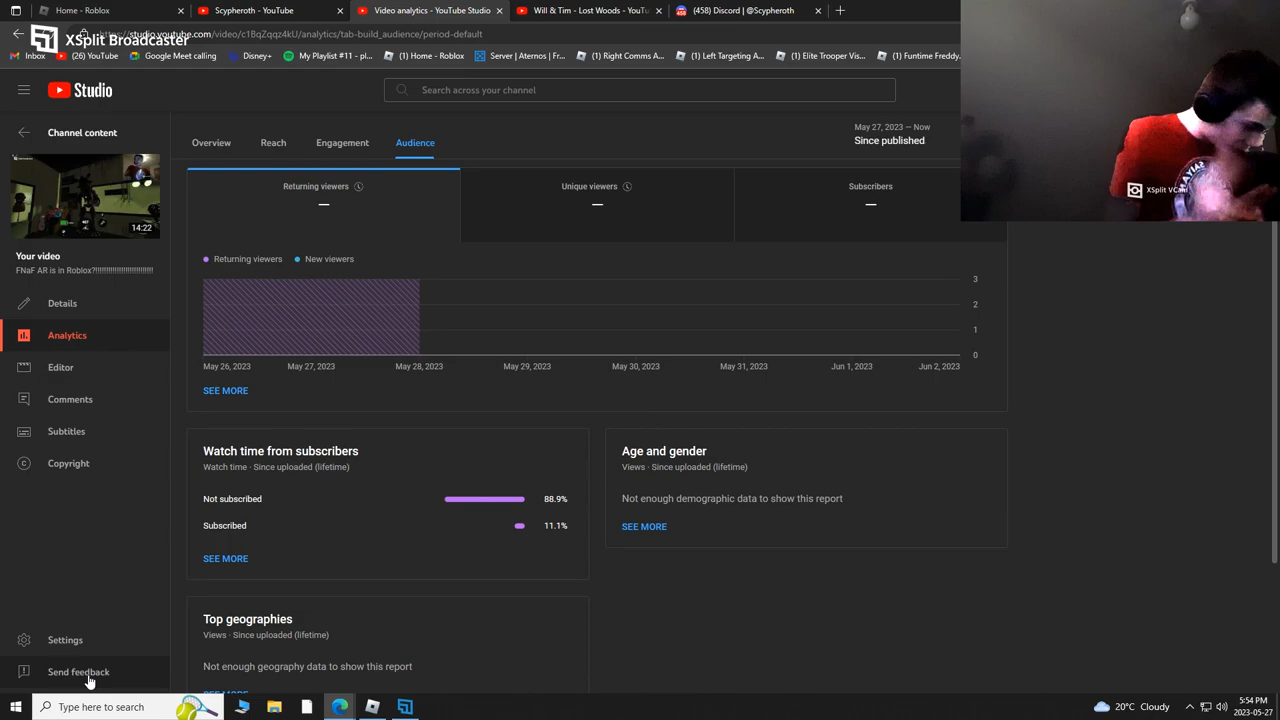 Home - Roblox
Scypheroth - YouTube
Video analytics - YouTube Studio
Will & Tim - Lost Woods - YouTu
(458) Discord | @Scypheroth
XSplit Broadcaster
https://studio.youtube.com/video/c1BqZqqz4kU/analytics/tab-build_audience/period-default
Inbox
(26) YouTube
Google Meet calling
Disney+
My Playlist #11 - pl...
(1) Home - Roblox
Server | Aternos | Fr...
(1) Right Comms A...
(1) Left Targeting A...
(1) Elite Trooper Vis...
(1) Funtime Freddy...
Studio
Search across your channel
Channel content
Overview
Reach
Engagement
Audience
May 27, 2023 — Now
Since published
14:22
Your video
FNaF AR is in Roblox?!!!!!!!!!!!!!!!!!!!!!!!!!!!!!
Details
Analytics
Editor
Comments
Subtitles
Copyright
Settings
Send feedback
Returning viewers
—
Unique viewers
—
Subscribers
—
XSplit VCam
Returning viewers
New viewers
3
2
1
0
May 26, 2023
May 27, 2023
May 28, 2023
May 29, 2023
May 30, 2023
May 31, 2023
Jun 1, 2023
Jun 2, 2023
SEE MORE
Watch time from subscribers
Watch time · Since uploaded (lifetime)
Not subscribed
88.9%
Subscribed
11.1%
SEE MORE
Age and gender
Views · Since uploaded (lifetime)
Not enough demographic data to show this report
SEE MORE
Top geographies
Views · Since uploaded (lifetime)
Not enough geography data to show this report
SEE MORE
Type here to search
20°C Cloudy
5:54 PM
2023-05-27